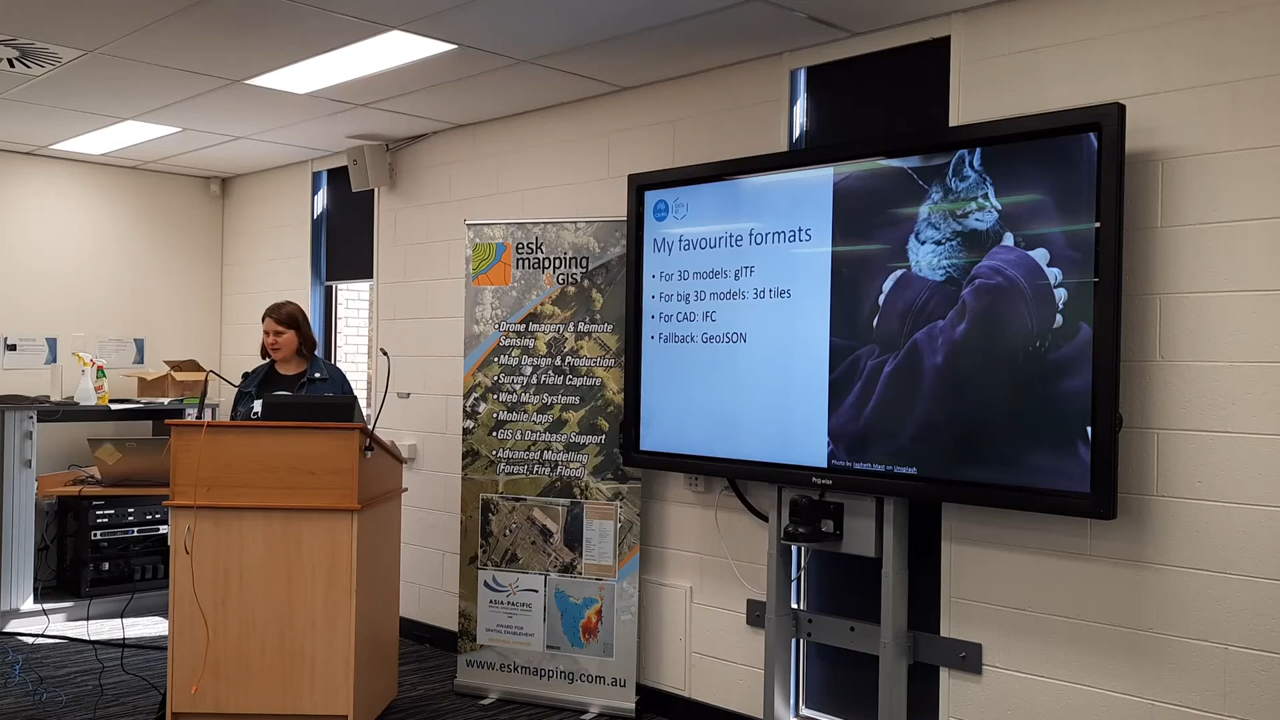 esk
mapping
& GIS
• Drone Imagery & Remote
Sensing
• Map Design & Production
• Survey & Field Capture
• Web Map Systems
• Mobile Apps
• GIS & Database Support
• Advanced Modelling
(Forest, Fire, Flood)
ASIA-PACIFIC
AWARD FOR
SPATIAL ENABLEMENT
www.eskmapping.com.au
CSIRO
My favourite formats
• For 3D models: glTF
• For big 3D models: 3d tiles
• For CAD: IFC
• Fallback: GeoJSON
Photo by Japheth Mast on Unsplash